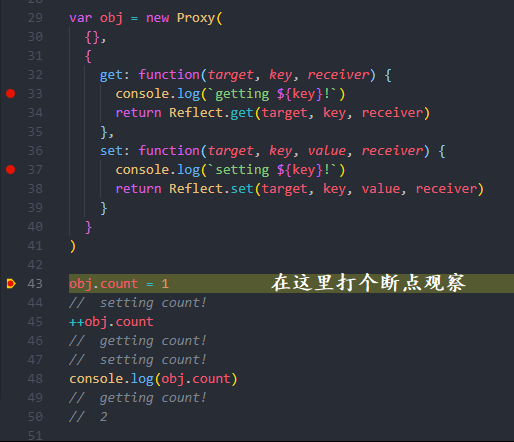 29 var obj = new Proxy(
30 {},
31 {
32 get: function(target, key, receiver) {
33 console.log(`getting ${key}!`)
34 return Reflect.get(target, key, receiver)
35 },
36 set: function(target, key, value, receiver) {
37 console.log(`setting ${key}!`)
38 return Reflect.set(target, key, value, receiver)
39 }
40 }
41 )
42
43 obj.count = 1 在这里打个断点观察
44 // setting count!
45 ++obj.count
46 // getting count!
47 // setting count!
48 console.log(obj.count)
49 // getting count!
50 // 2
51